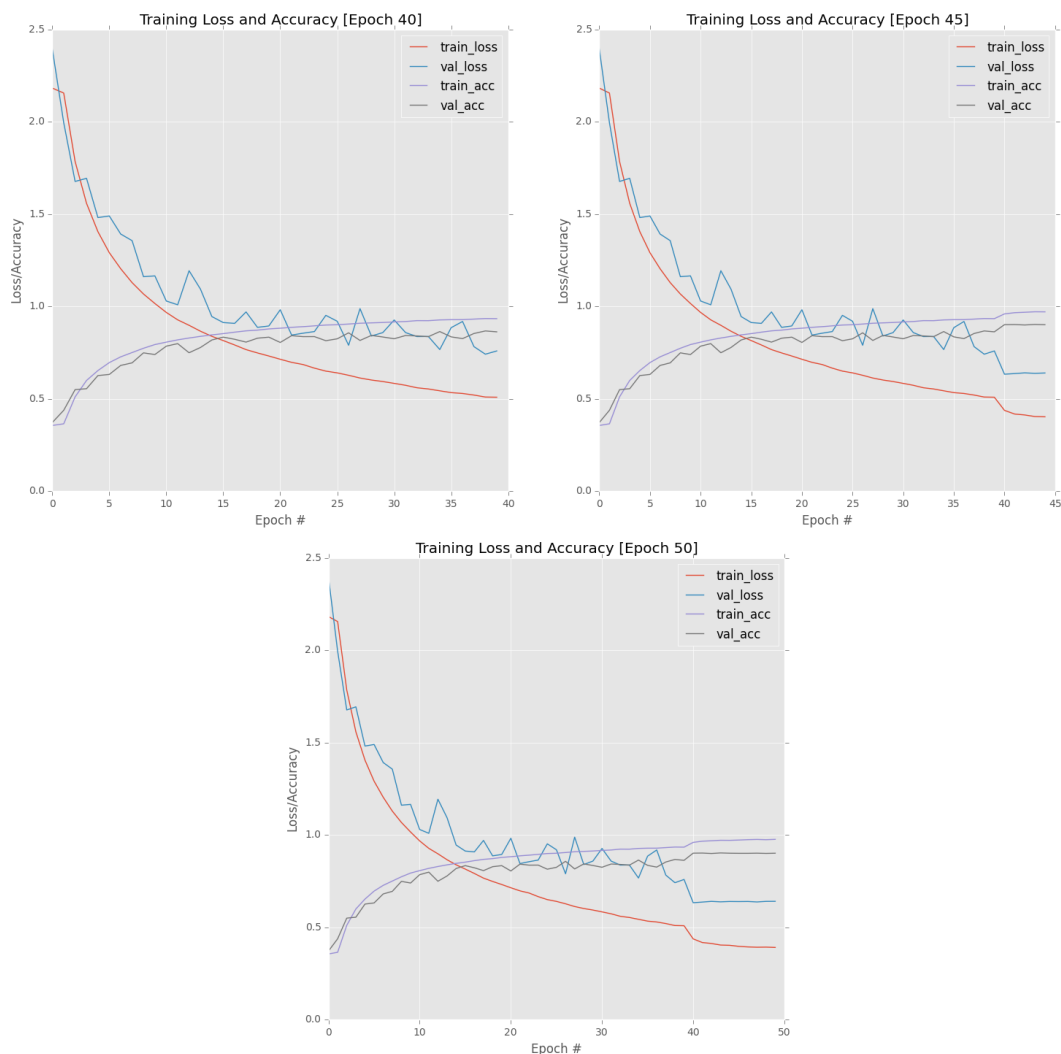 Training Loss and Accuracy [Epoch 40]
2.5
2.0
1.5
1.0
0.5
0.0
Loss/Accuracy
train_loss
val_loss
train_acc
val_acc
0 5 10 15 20 25 30 35 40
Epoch #
Training Loss and Accuracy [Epoch 45]
2.5
2.0
1.5
1.0
0.5
0.0
Loss/Accuracy
train_loss
val_loss
train_acc
val_acc
0 5 10 15 20 25 30 35 40 45
Epoch #
Training Loss and Accuracy [Epoch 50]
2.5
2.0
1.5
1.0
0.5
0.0
Loss/Accuracy
train_loss
val_loss
train_acc
val_acc
0 10 20 30 40 50
Epoch #